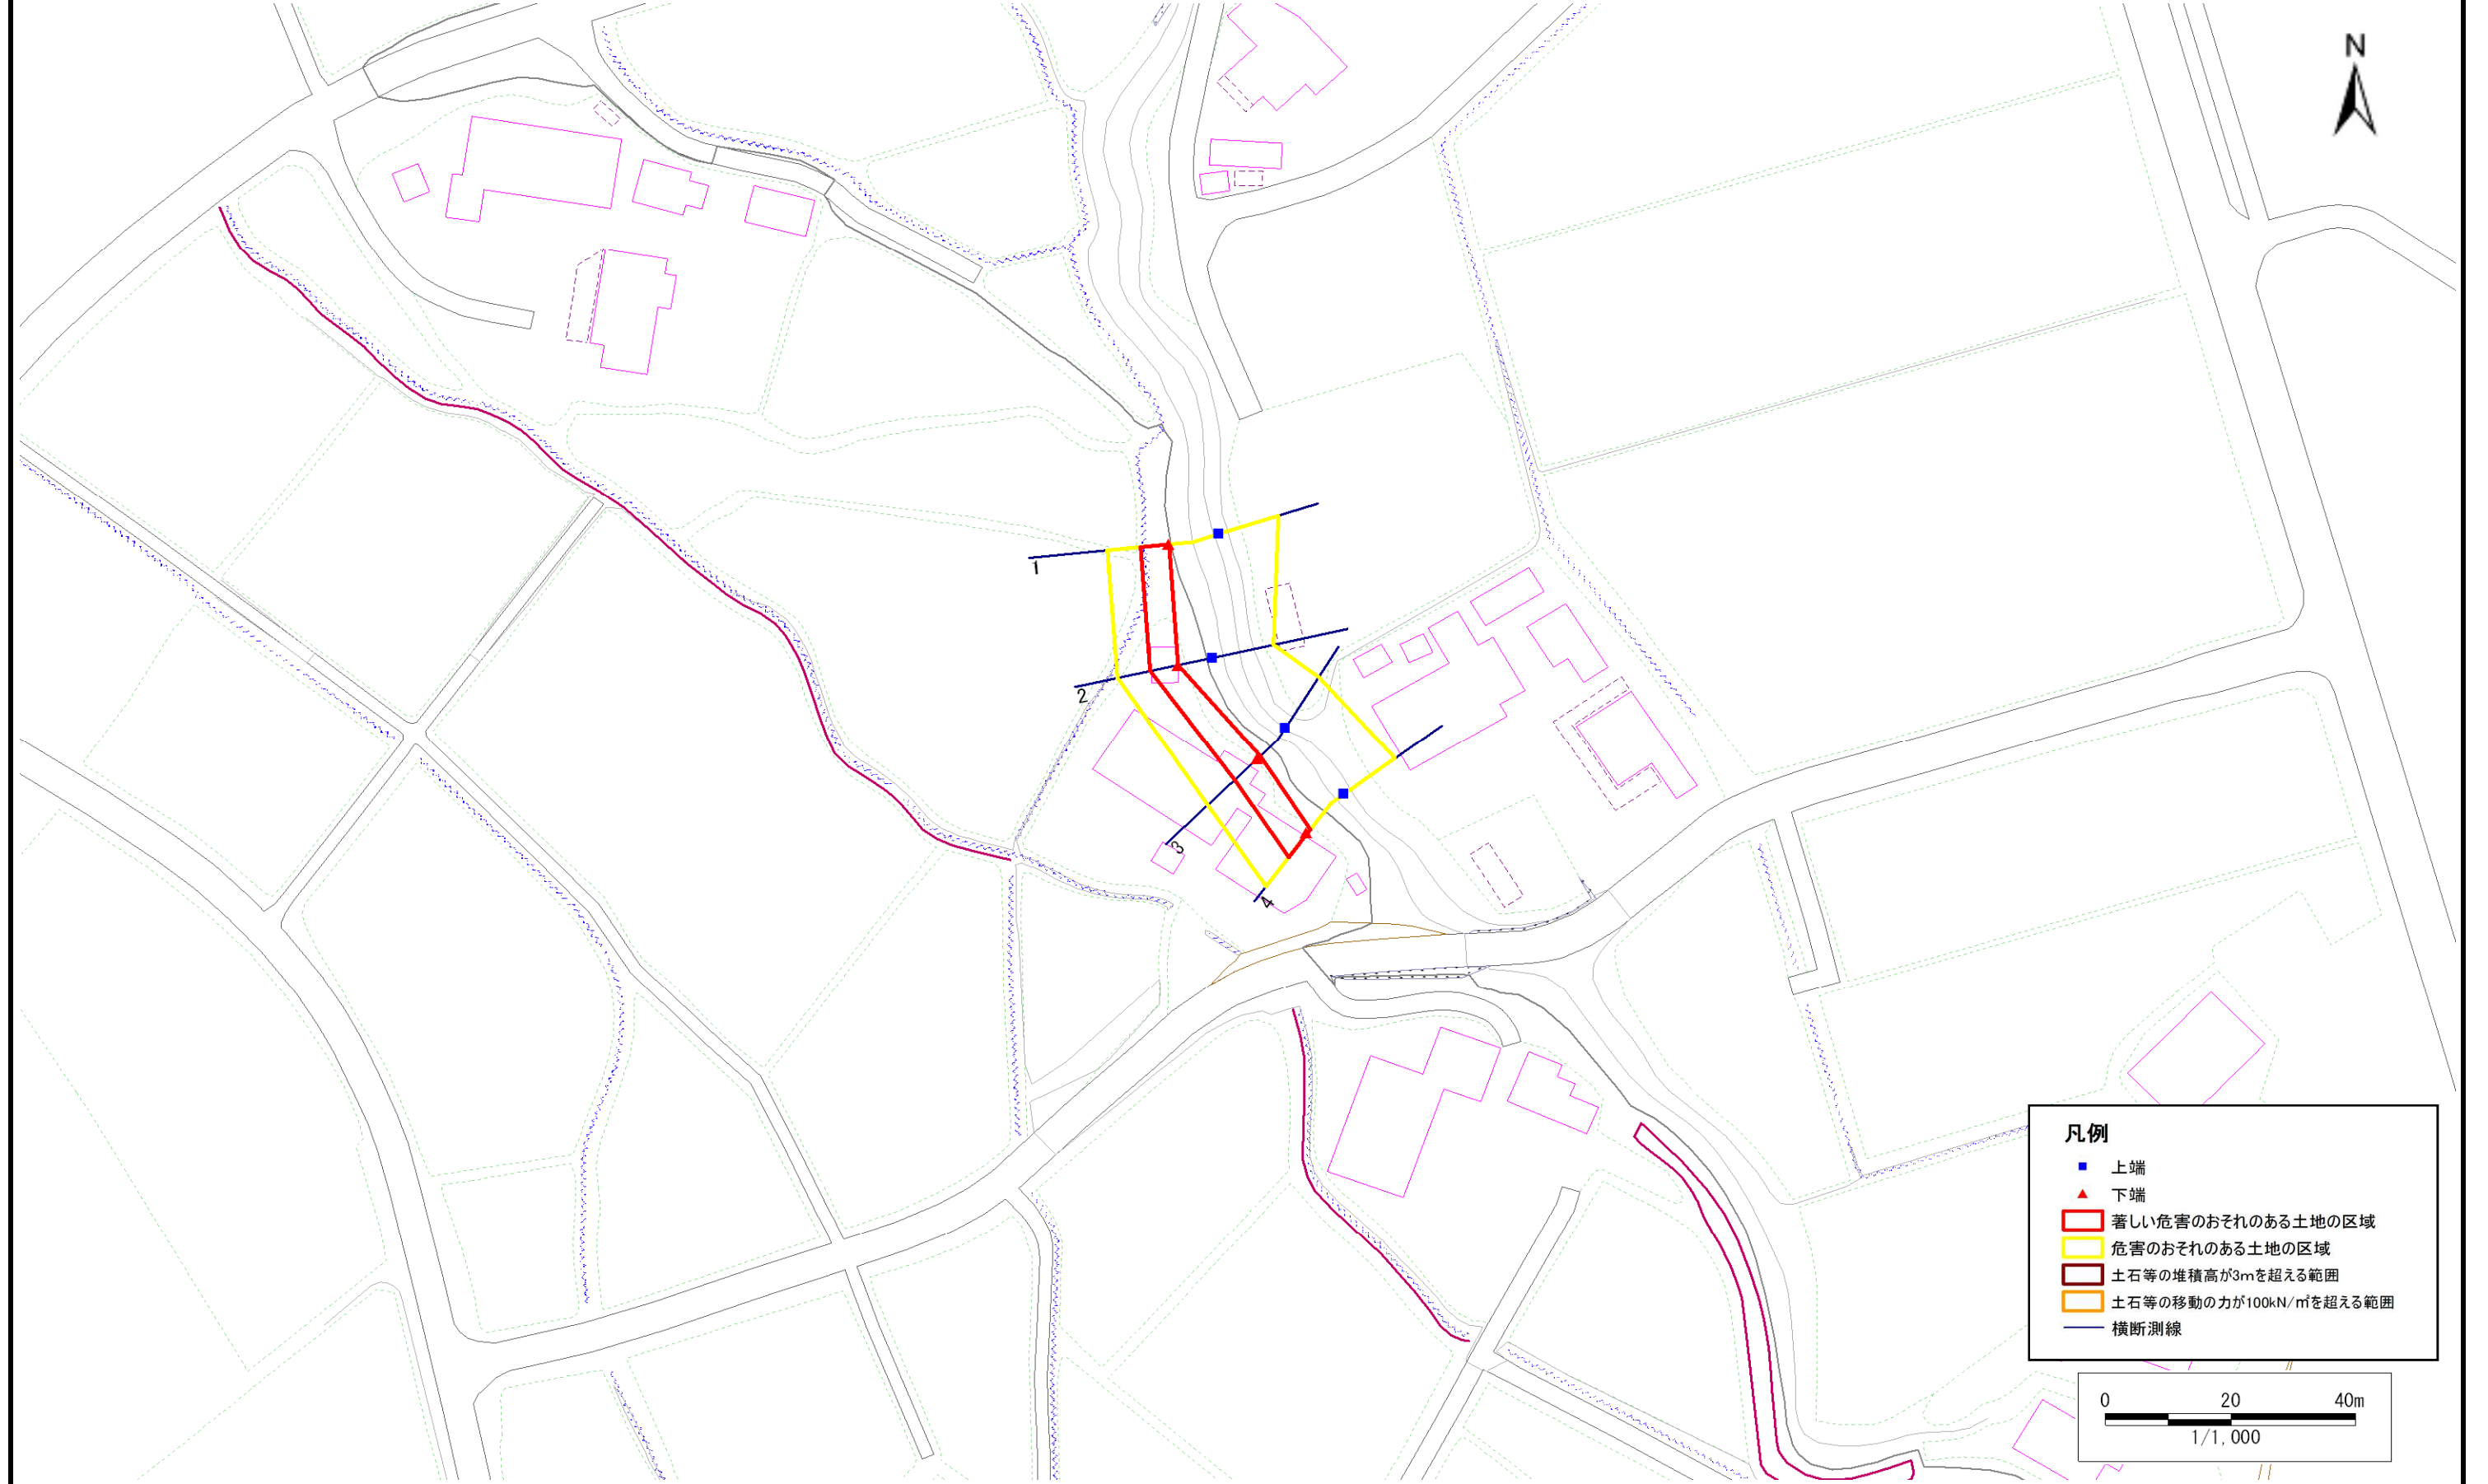 N
1
2
3
4
凡例
上端
下端
著しい危害のおそれのある土地の区域
危害のおそれのある土地の区域
土石等の堆積高が3mを超える範囲
土石等の移動の力が100kN/㎡を超える範囲
横断測線
0 20 40m
1/1,000